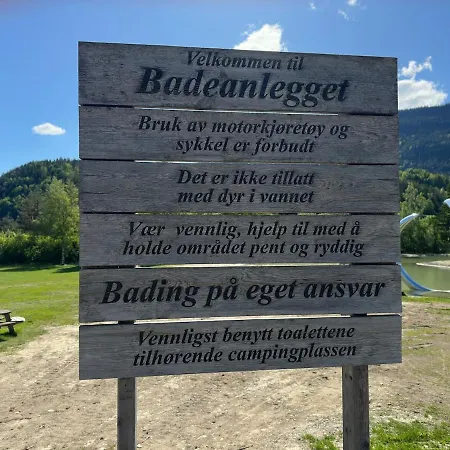 Velkommen til
Badeanlegget
Bruk av motorkjøretøy og
sykkel er forbudt
Det er ikke tillatt
med dyr i vannet
Vær vennlig, hjelp til med å
holde området pent og ryddig
Bading på eget ansvar
Vennligst benytt toalettene
tilhørende campingplassen